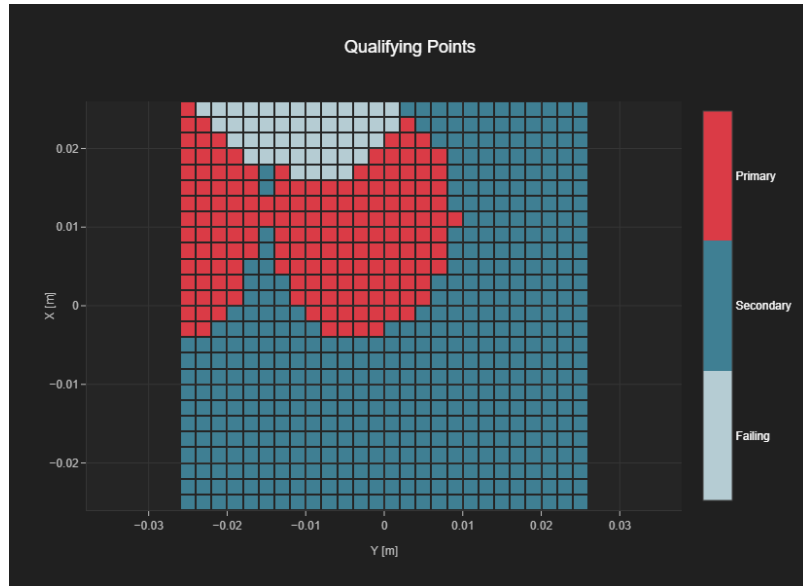 Qualifying Points
0.02
0.01
0
−0.01
−0.02
X [m]
−0.03
−0.02
−0.01
0
0.01
0.02
0.03
Y [m]
Primary
Secondary
Failing